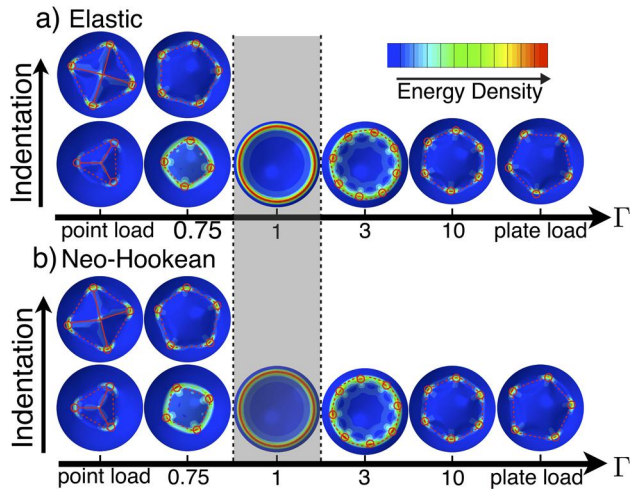 a) Elastic
Energy Density
Indentation
point load 0.75 1 3 10 plate load Γ
b) Neo-Hookean
Indentation
point load 0.75 1 3 10 plate load Γ